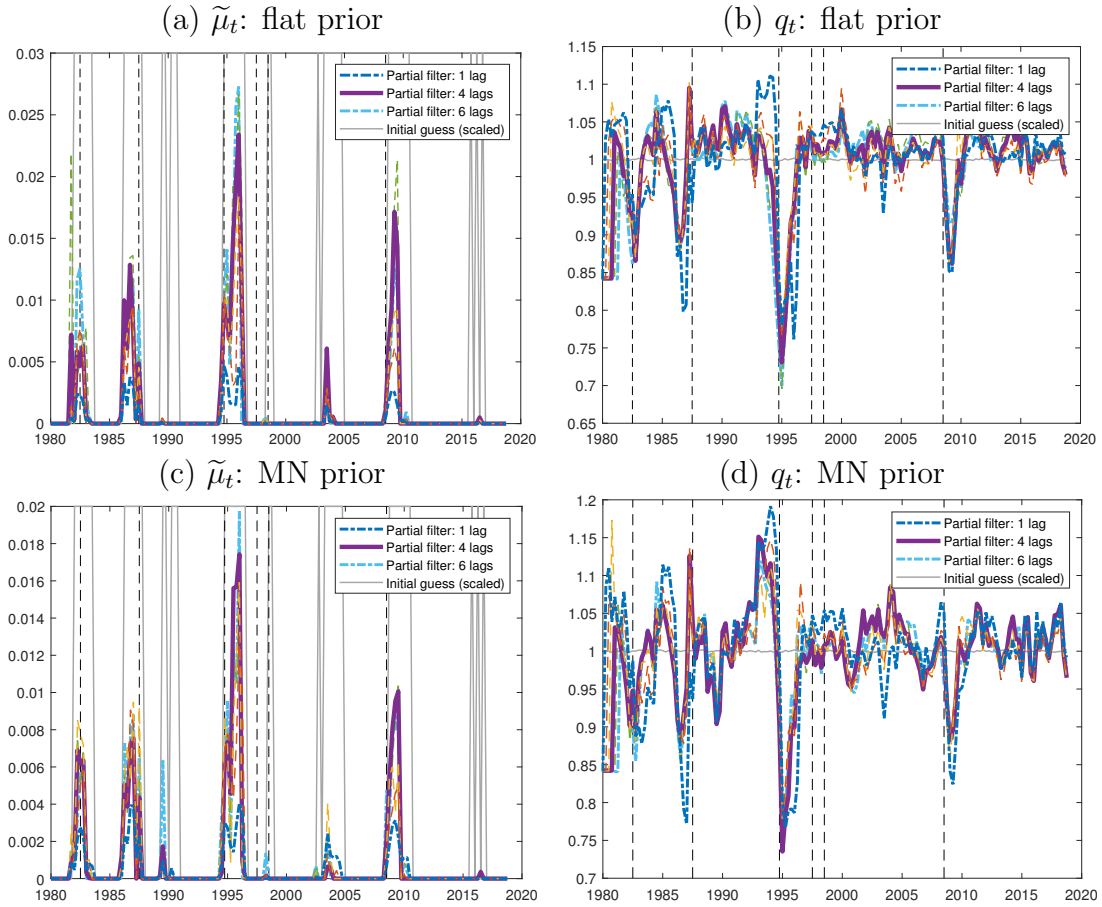 (a) μ̃ₜ: flat prior
0.03
0.025
0.02
0.015
0.01
0.005
0
1980 1985 1990 1995 2000 2005 2010 2015 2020
Partial filter: 1 lag
Partial filter: 4 lags
Partial filter: 6 lags
Initial guess (scaled)
(b) qₜ: flat prior
1.15
1.1
1.05
1
0.95
0.9
0.85
0.8
0.75
0.7
0.65
1980 1985 1990 1995 2000 2005 2010 2015 2020
Partial filter: 1 lag
Partial filter: 4 lags
Partial filter: 6 lags
Initial guess (scaled)
(c) μ̃ₜ: MN prior
0.02
0.018
0.016
0.014
0.012
0.01
0.008
0.006
0.004
0.002
0
1980 1985 1990 1995 2000 2005 2010 2015 2020
Partial filter: 1 lag
Partial filter: 4 lags
Partial filter: 6 lags
Initial guess (scaled)
(d) qₜ: MN prior
1.2
1.15
1.1
1.05
1
0.95
0.9
0.85
0.8
0.75
0.7
1980 1985 1990 1995 2000 2005 2010 2015 2020
Partial filter: 1 lag
Partial filter: 4 lags
Partial filter: 6 lags
Initial guess (scaled)